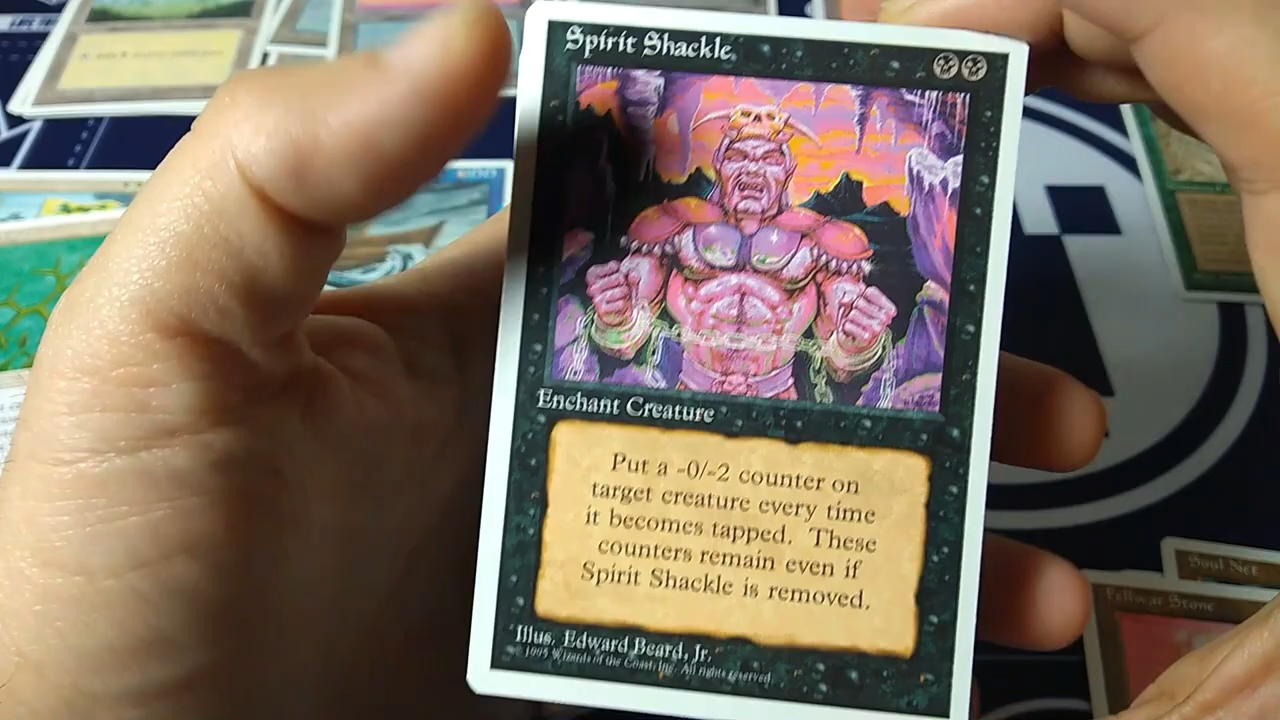 Spirit Shackle
Enchant Creature
Put a -0/-2 counter on
target creature every time
it becomes tapped. These
counters remain even if
Spirit Shackle is removed.
Illus. Edward Beard, Jr.
© 1995 Wizards of the Coast, Inc. All rights reserved.
Soul Net
Fellwar Stone